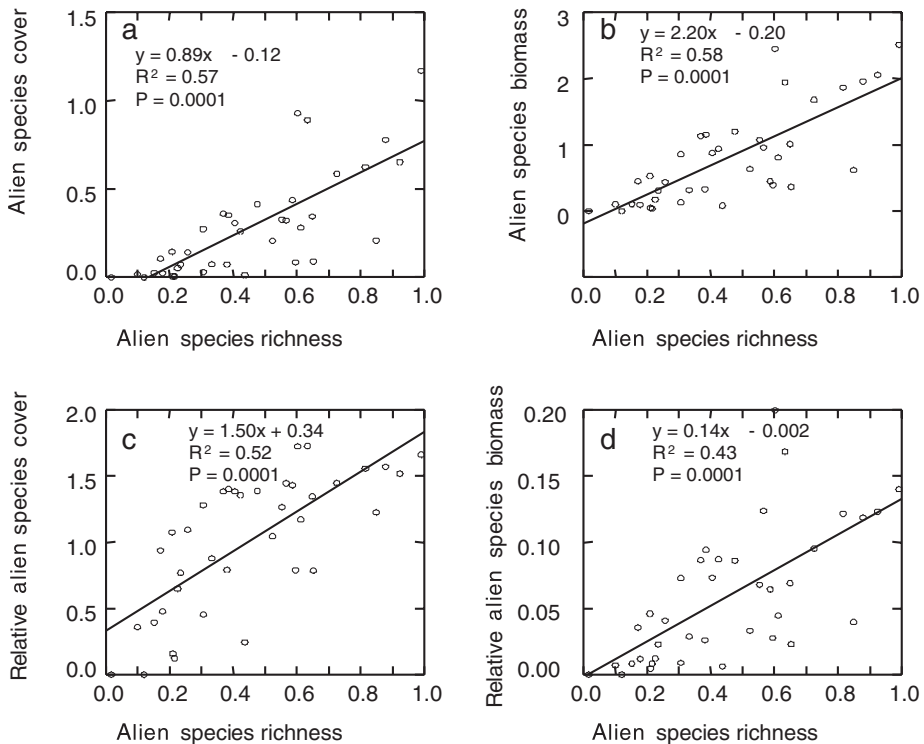 a
y = 0.89x - 0.12
R² = 0.57
P = 0.0001
Alien species cover
1.5
1.0
0.5
0.0
0.0 0.2 0.4 0.6 0.8 1.0
Alien species richness
b
y = 2.20x - 0.20
R² = 0.58
P = 0.0001
Alien species biomass
3
2
1
0
0.0 0.2 0.4 0.6 0.8 1.0
Alien species richness
c
y = 1.50x + 0.34
R² = 0.52
P = 0.0001
Relative alien species cover
2.0
1.5
1.0
0.5
0.0
0.0 0.2 0.4 0.6 0.8 1.0
Alien species richness
d
y = 0.14x - 0.002
R² = 0.43
P = 0.0001
Relative alien species biomass
0.20
0.15
0.10
0.05
0.00
0.0 0.2 0.4 0.6 0.8 1.0
Alien species richness